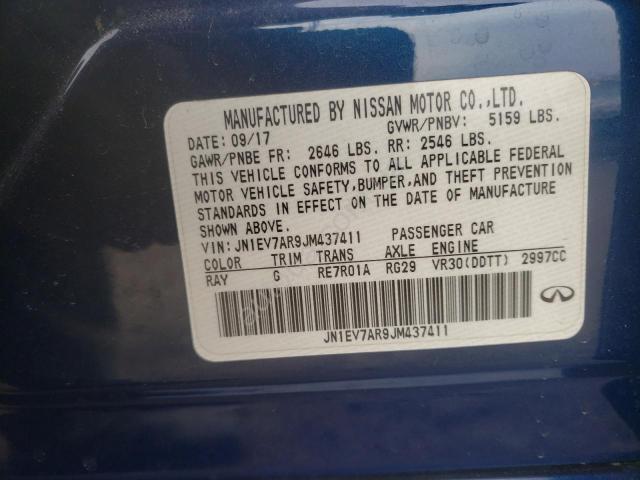 MANUFACTURED BY NISSAN MOTOR CO.,LTD.
DATE: 09/17 GVWR/PNBV: 5159 LBS.
GAWR/PNBE FR: 2646 LBS. RR: 2546 LBS.
THIS VEHICLE CONFORMS TO ALL APPLICABLE FEDERAL
MOTOR VEHICLE SAFETY, BUMPER, AND THEFT PREVENTION
STANDARDS IN EFFECT ON THE DATE OF MANUFACTURE
SHOWN ABOVE.
VIN: JN1EV7AR9JM437411 PASSENGER CAR
COLOR TRIM TRANS AXLE ENGINE
RAY G RE7R01A RG29 VR30(DDTT) 2997CC
JN1EV7AR9JM437411
INFINITI